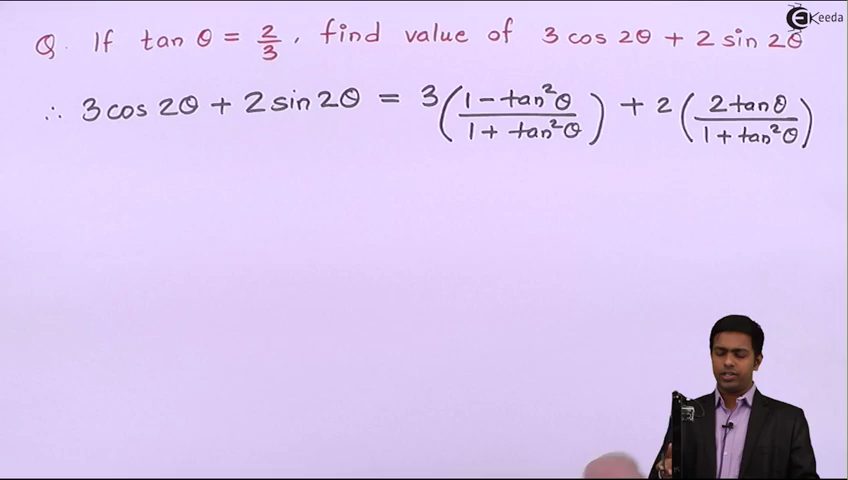 Ekeeda
Q. If tan θ = 2/3, find value of 3 cos 2θ + 2 sin 2θ
∴ 3 cos 2θ + 2 sin 2θ = 3 ( (1 - tan²θ) / (1 + tan²θ) ) + 2 ( (2 tan θ) / (1 + tan²θ) )